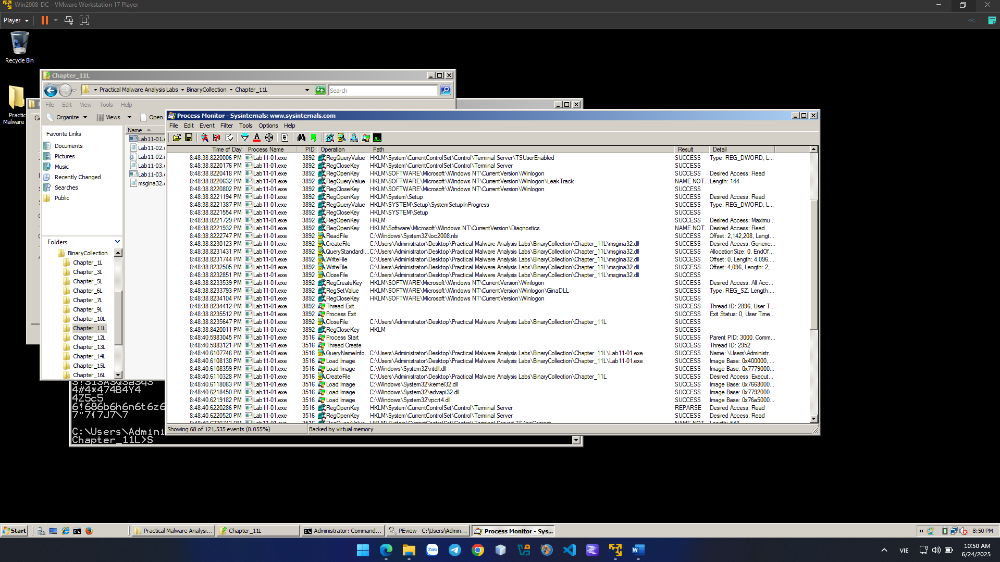 Win2008-DC - VMware Workstation 17 Player
Player
Recycle Bin
Practic
Malware
Chapter_11L
Practical Malware Analysis Labs BinaryCollection Chapter_11L
Search
File Edit View Tools Help
Organize Views Open
Favorite Links
Documents
Pictures
Music
Recently Changed
Searches
Public
Folders
BinaryCollection
Chapter_1L
Chapter_3L
Chapter_5L
Chapter_6L
Chapter_7L
Chapter_9L
Chapter_10L
Chapter_11L
Chapter_12L
Chapter_13L
Chapter_14L
Chapter_15L
Chapter_16L
Name
Lab11-01.
Lab11-02.
Lab11-02.i
Lab11-03.
Lab11-03.
msgina32.
Process Monitor - Sysinternals: www.sysinternals.com
File Edit Event Filter Tools Options Help
Time of Day Process Name PID Operation Path Result Detail
8:48:38.8220006 PM Lab11-01.exe 3892 RegQueryValue HKLM\System\CurrentControlSet\Control\Terminal Server\TSUserEnabled SUCCESS Type: REG_DWORD, L...
8:48:38.8220176 PM Lab11-01.exe 3892 RegCloseKey HKLM\System\CurrentControlSet\Control\Terminal Server SUCCESS
8:48:38.8220418 PM Lab11-01.exe 3892 RegOpenKey HKLM\SOFTWARE\Microsoft\Windows NT\CurrentVersion\Winlogon SUCCESS Desired Access: Read
8:48:38.8220632 PM Lab11-01.exe 3892 RegQueryValue HKLM\SOFTWARE\Microsoft\Windows NT\CurrentVersion\Winlogon\LeakTrack NAME NOT... Length: 144
8:48:38.8220802 PM Lab11-01.exe 3892 RegCloseKey HKLM\SOFTWARE\Microsoft\Windows NT\CurrentVersion\Winlogon SUCCESS
8:48:38.8221194 PM Lab11-01.exe 3892 RegOpenKey HKLM\System\Setup SUCCESS Desired Access: Read
8:48:38.8221387 PM Lab11-01.exe 3892 RegQueryValue HKLM\SYSTEM\Setup\SystemSetupInProgress SUCCESS Type: REG_DWORD, L...
8:48:38.8221554 PM Lab11-01.exe 3892 RegCloseKey HKLM\SYSTEM\Setup SUCCESS
8:48:38.8221729 PM Lab11-01.exe 3892 RegOpenKey HKLM SUCCESS Desired Access: Maximu...
8:48:38.8221932 PM Lab11-01.exe 3892 RegOpenKey HKLM\Software\Microsoft\Windows NT\CurrentVersion\Diagnostics NAME NOT... Desired Access: Read
8:48:38.8222747 PM Lab11-01.exe 3892 ReadFile C:\Windows\System32\loc2008.nls SUCCESS Offset: 2,142,208, Lengt...
8:48:38.8230123 PM Lab11-01.exe 3892 CreateFile C:\Users\Administrator\Desktop\Practical Malware Analysis Labs\BinaryCollection\Chapter_11L\msgina32.dll SUCCESS Desired Access: Generic...
8:48:38.8231431 PM Lab11-01.exe 3892 QueryStandardI... C:\Users\Administrator\Desktop\Practical Malware Analysis Labs\BinaryCollection\Chapter_11L\msgina32.dll SUCCESS AllocationSize: 0, EndOf...
8:48:38.8231744 PM Lab11-01.exe 3892 WriteFile C:\Users\Administrator\Desktop\Practical Malware Analysis Labs\BinaryCollection\Chapter_11L\msgina32.dll SUCCESS Offset: 0, Length: 4,096,...
8:48:38.8232505 PM Lab11-01.exe 3892 WriteFile C:\Users\Administrator\Desktop\Practical Malware Analysis Labs\BinaryCollection\Chapter_11L\msgina32.dll SUCCESS Offset: 4,096, Length: 2,...
8:48:38.8232851 PM Lab11-01.exe 3892 CloseFile C:\Users\Administrator\Desktop\Practical Malware Analysis Labs\BinaryCollection\Chapter_11L\msgina32.dll SUCCESS
8:48:38.8233539 PM Lab11-01.exe 3892 RegCreateKey HKLM\SOFTWARE\Microsoft\Windows NT\CurrentVersion\Winlogon SUCCESS Desired Access: All Acc...
8:48:38.8233793 PM Lab11-01.exe 3892 RegSetValue HKLM\SOFTWARE\Microsoft\Windows NT\CurrentVersion\Winlogon\GinaDLL SUCCESS Type: REG_SZ, Length:...
8:48:38.8234104 PM Lab11-01.exe 3892 RegCloseKey HKLM\SOFTWARE\Microsoft\Windows NT\CurrentVersion\Winlogon SUCCESS
8:48:38.8234412 PM Lab11-01.exe 3892 Thread Exit SUCCESS Thread ID: 2896, User T...
8:48:38.8235512 PM Lab11-01.exe 3892 Process Exit SUCCESS Exit Status: 0, User Time...
8:48:38.8235647 PM Lab11-01.exe 3892 CloseFile C:\Users\Administrator\Desktop\Practical Malware Analysis Labs\BinaryCollection\Chapter_11L SUCCESS
8:48:38.8420011 PM Lab11-01.exe 3892 RegCloseKey HKLM SUCCESS
8:48:40.5983045 PM Lab11-01.exe 3516 Process Start SUCCESS Parent PID: 3000, Comm...
8:48:40.5983121 PM Lab11-01.exe 3516 Thread Create SUCCESS Thread ID: 2952
8:48:40.6107746 PM Lab11-01.exe 3516 QueryNameInfo... C:\Users\Administrator\Desktop\Practical Malware Analysis Labs\BinaryCollection\Chapter_11L\Lab11-01.exe SUCCESS Name: \Users\Administr...
8:48:40.6108130 PM Lab11-01.exe 3516 Load Image C:\Users\Administrator\Desktop\Practical Malware Analysis Labs\BinaryCollection\Chapter_11L\Lab11-01.exe SUCCESS Image Base: 0x400000, ...
8:48:40.6108359 PM Lab11-01.exe 3516 Load Image C:\Windows\System32\ntdll.dll SUCCESS Image Base: 0x7779000...
8:48:40.6110328 PM Lab11-01.exe 3516 CreateFile C:\Users\Administrator\Desktop\Practical Malware Analysis Labs\BinaryCollection\Chapter_11L SUCCESS Desired Access: Execut...
8:48:40.6118083 PM Lab11-01.exe 3516 Load Image C:\Windows\System32\kernel32.dll SUCCESS Image Base: 0x7668000...
8:48:40.6218450 PM Lab11-01.exe 3516 Load Image C:\Windows\System32\advapi32.dll SUCCESS Image Base: 0x7792000...
8:48:40.6219182 PM Lab11-01.exe 3516 Load Image C:\Windows\System32\rpcrt4.dll SUCCESS Image Base: 0x76a5000...
8:48:40.6220286 PM Lab11-01.exe 3516 RegOpenKey HKLM\System\CurrentControlSet\Control\Terminal Server REPARSE Desired Access: Read
8:48:40.6220520 PM Lab11-01.exe 3516 RegOpenKey HKLM\System\CurrentControlSet\Control\Terminal Server SUCCESS Desired Access: Read
Showing 68 of 121,535 events (0.055%) Backed by virtual memory
4#4*474B4Y4
4Z5c5
6!686b6h6n6t6z6
7"7(7J7\7
C:\Users\Admini
Chapter_11L>S
Start Practical Malware Analysi... Chapter_11L Administrator: Command... PEview - C:\Users\Admin... Process Monitor - Sys... 8:50 PM
Zalo
VIE
10:50 AM
6/24/2025